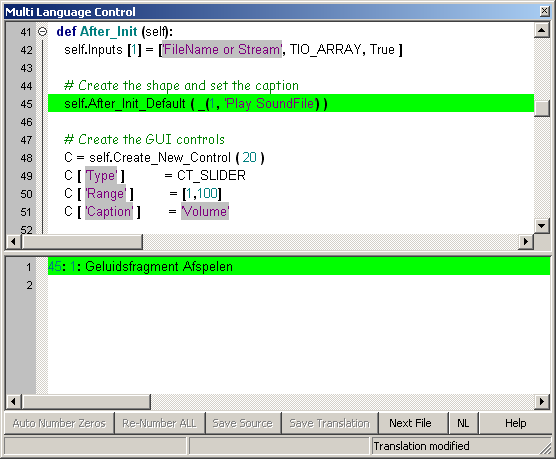 Multi Language Control
41 def After_Init (self):
42 self.Inputs [1] = ['FileName or Stream', TIO_ARRAY, True ]
43
44 # Create the shape and set the caption
45 self.After_Init_Default ( _(1, 'Play SoundFile') )
46
47 # Create the GUI controls
48 C = self.Create_New_Control ( 20 )
49 C [ 'Type' ] = CT_SLIDER
50 C [ 'Range' ] = [1,100]
51 C [ 'Caption' ] = 'Volume'
52
1 45: 1: Geluidsfragment Afspelen
2
Auto Number Zeros Re-Number ALL Save Source Save Translation Next File NL Help
Translation modified